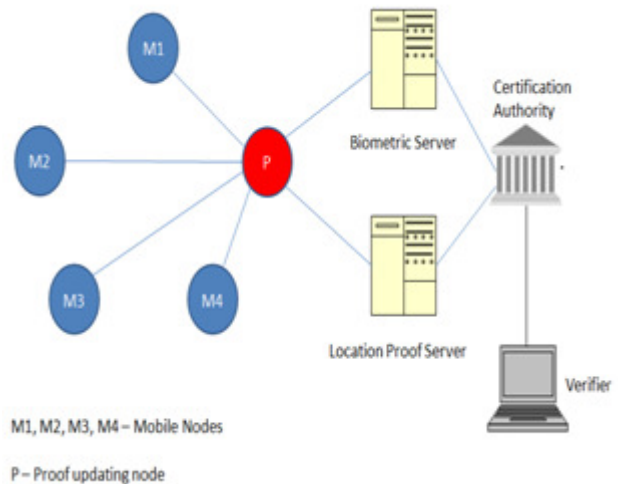 M1
M2
P
M3
M4
Biometric Server
Certification
Authority
Location Proof Server
Verifier
M1, M2, M3, M4 – Mobile Nodes
P – Proof updating node